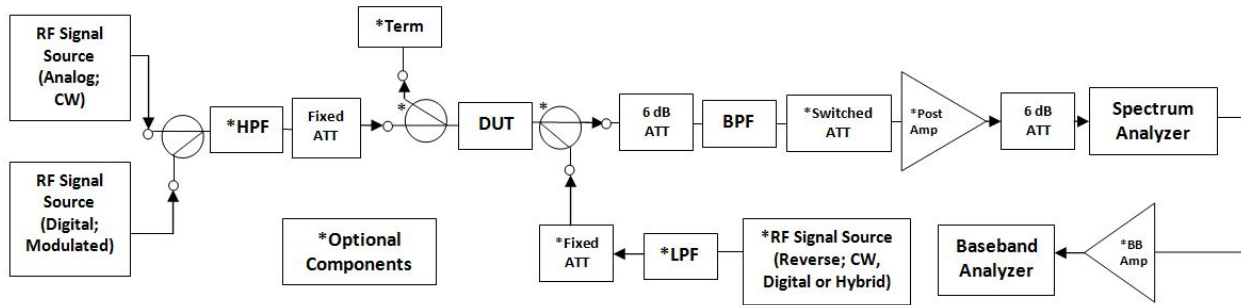 RF Signal
Source
(Analog;
CW)
RF Signal
Source
(Digital;
Modulated)
*HPF
Fixed
ATT
*Term
*
DUT
*
6 dB
ATT
BPF
*Switched
ATT
*Post
Amp
6 dB
ATT
Spectrum
Analyzer
*Optional
Components
*Fixed
ATT
*LPF
*RF Signal Source
(Reverse; CW,
Digital or Hybrid)
Baseband
Analyzer
*BB
Amp